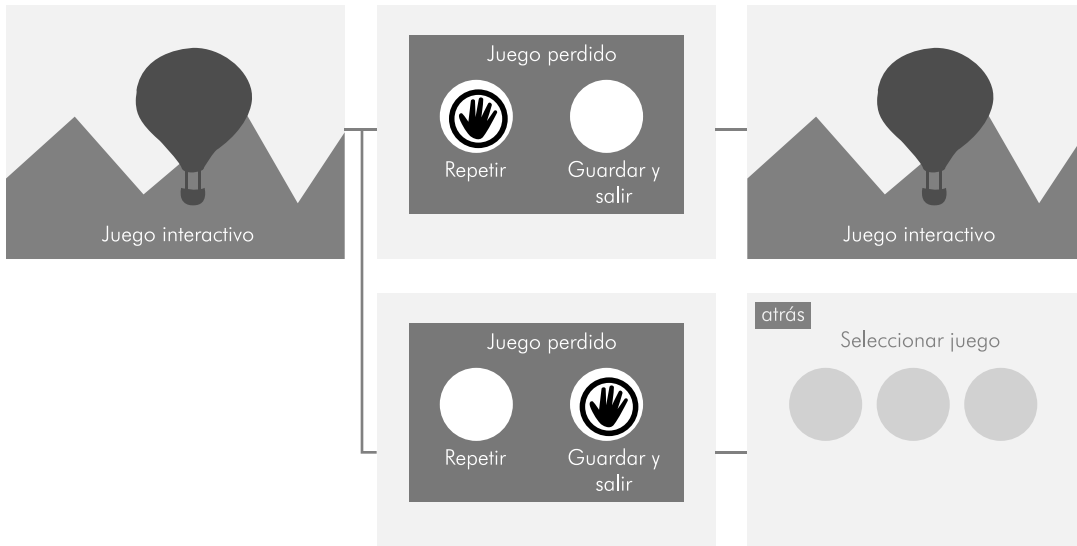 Juego interactivo
Juego perdido
Repetir
Guardar y
salir
Juego interactivo
Juego perdido
Repetir
Guardar y
salir
atrás
Seleccionar juego